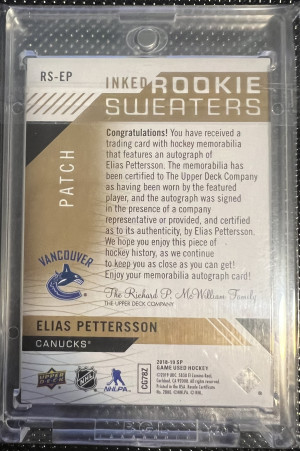 RS-EP
INKED ROOKIE
SWEATERS
PATCH
Congratulations! You have received a
trading card with hockey memorabilia
that features an autograph of
Elias Pettersson. The memorabilia has
been certified to The Upper Deck Company
as having been worn by the featured
player, and the autograph was signed
in the presence of a company
representative or provided, and certified
as to its authenticity, by Elias Pettersson.
We hope you enjoy this piece of
hockey history, as we continue
to keep you as close as you can get!
Enjoy your memorabilia autograph card!
The Richard P. McWilliam Family
THE UPPER DECK COMPANY
VANCOUVER
ELIAS PETTERSSON
CANUCKS
UPPER DECK
NHL
NHLPA
CG78Z
2018-19 SP
GAME USED HOCKEY